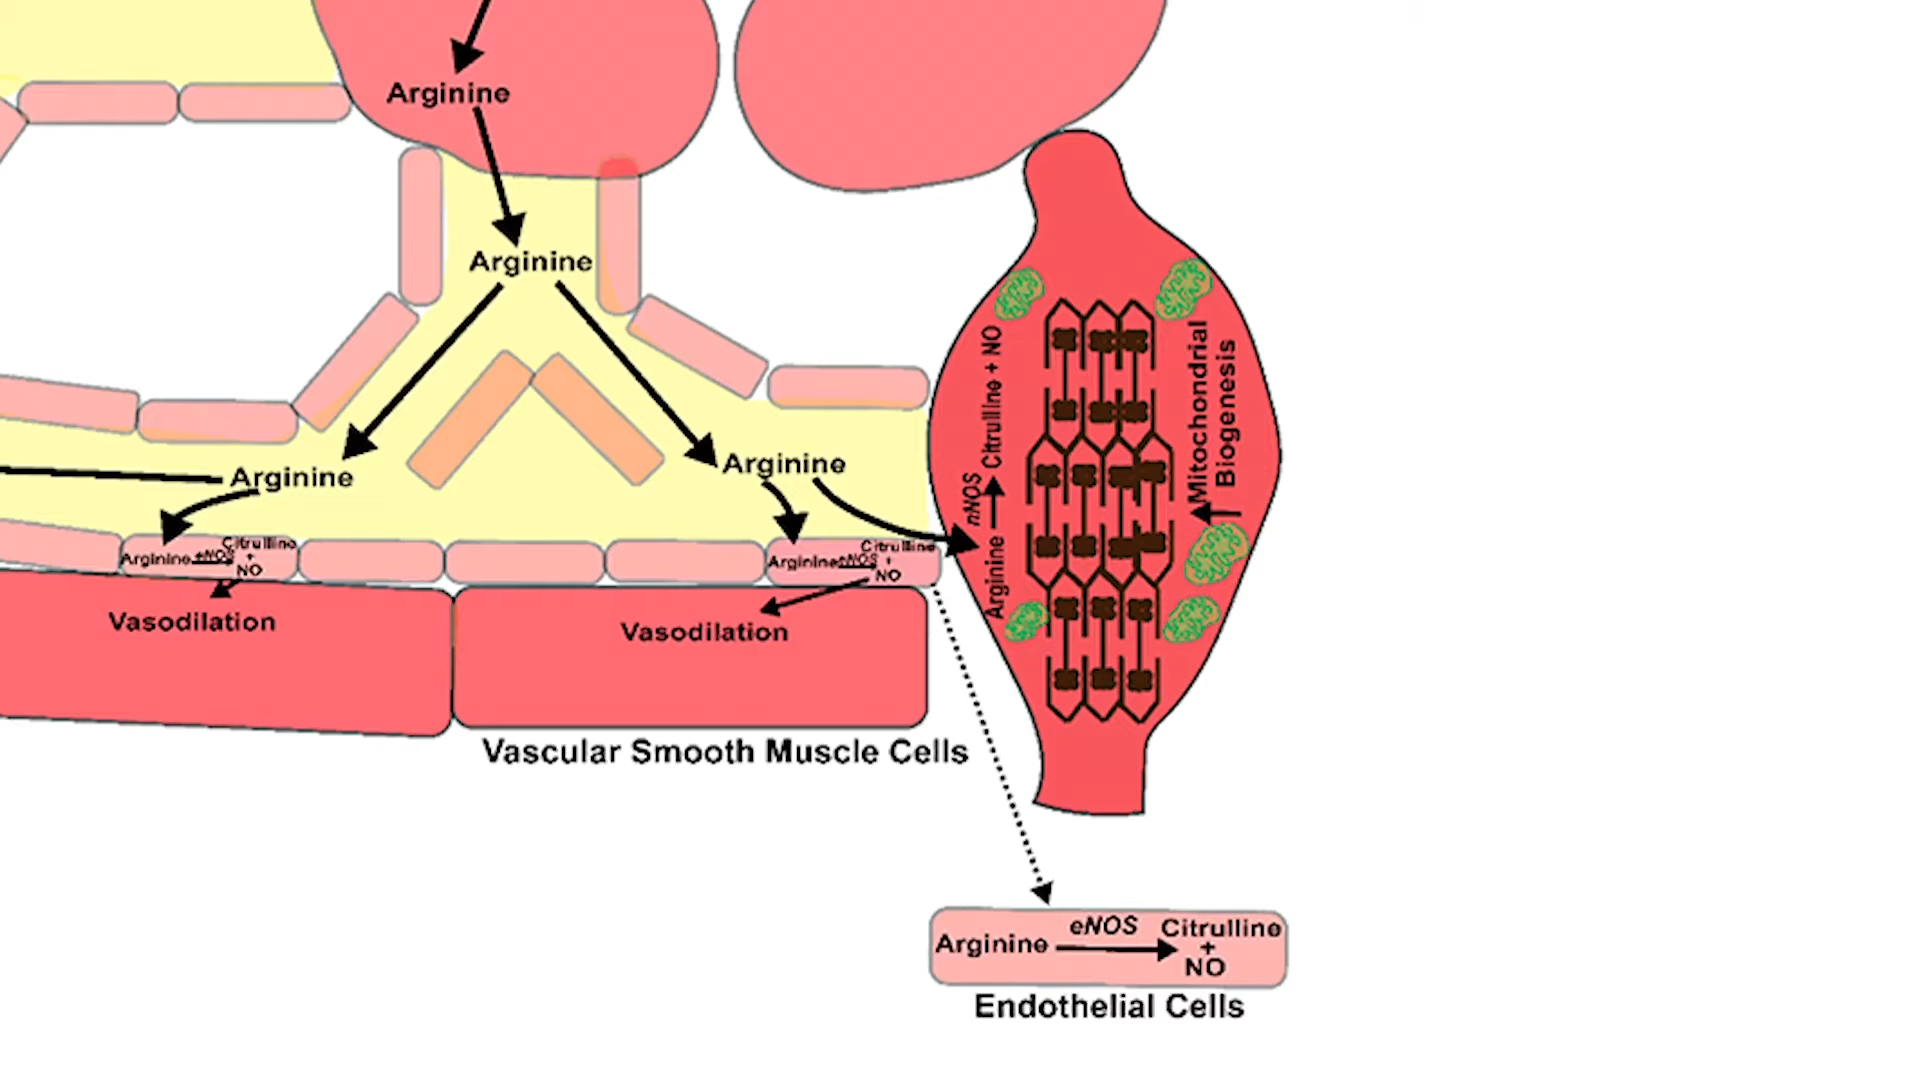 Arginine
Arginine
Arginine
Arginine
Arginine eNOS Citrulline
+
NO
Vasodilation
Arginine eNOS Citrulline
+
NO
Vasodilation
Vascular Smooth Muscle Cells
Arginine nNOS Citrulline + NO
Mitochondrial
Biogenesis
Arginine eNOS Citrulline
+
NO
Endothelial Cells